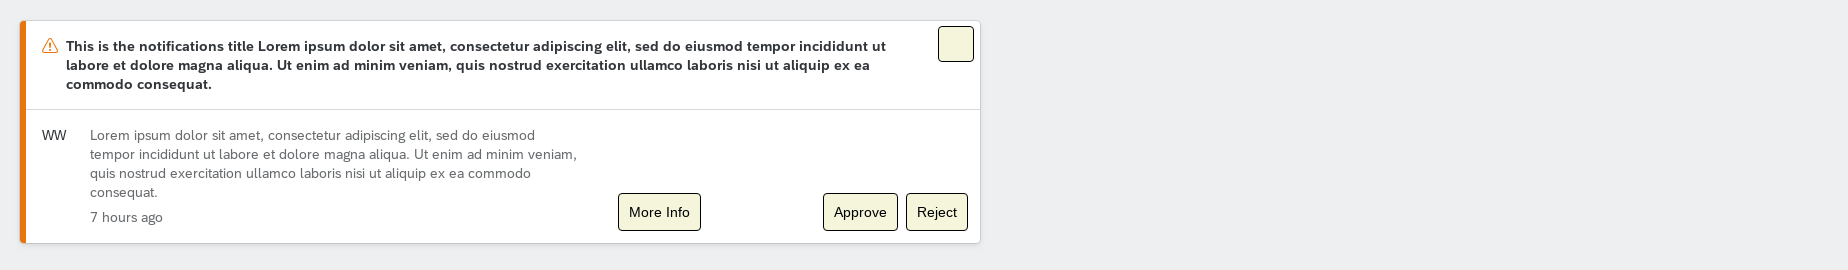 This is the notifications title Lorem ipsum dolor sit amet, consectetur adipiscing elit, sed do eiusmod tempor incididunt ut
labore et dolore magna aliqua. Ut enim ad minim veniam, quis nostrud exercitation ullamco laboris nisi ut aliquip ex ea
commodo consequat.
WW
Lorem ipsum dolor sit amet, consectetur adipiscing elit, sed do eiusmod
tempor incididunt ut labore et dolore magna aliqua. Ut enim ad minim veniam,
quis nostrud exercitation ullamco laboris nisi ut aliquip ex ea commodo
consequat.
7 hours ago
More Info
Approve
Reject